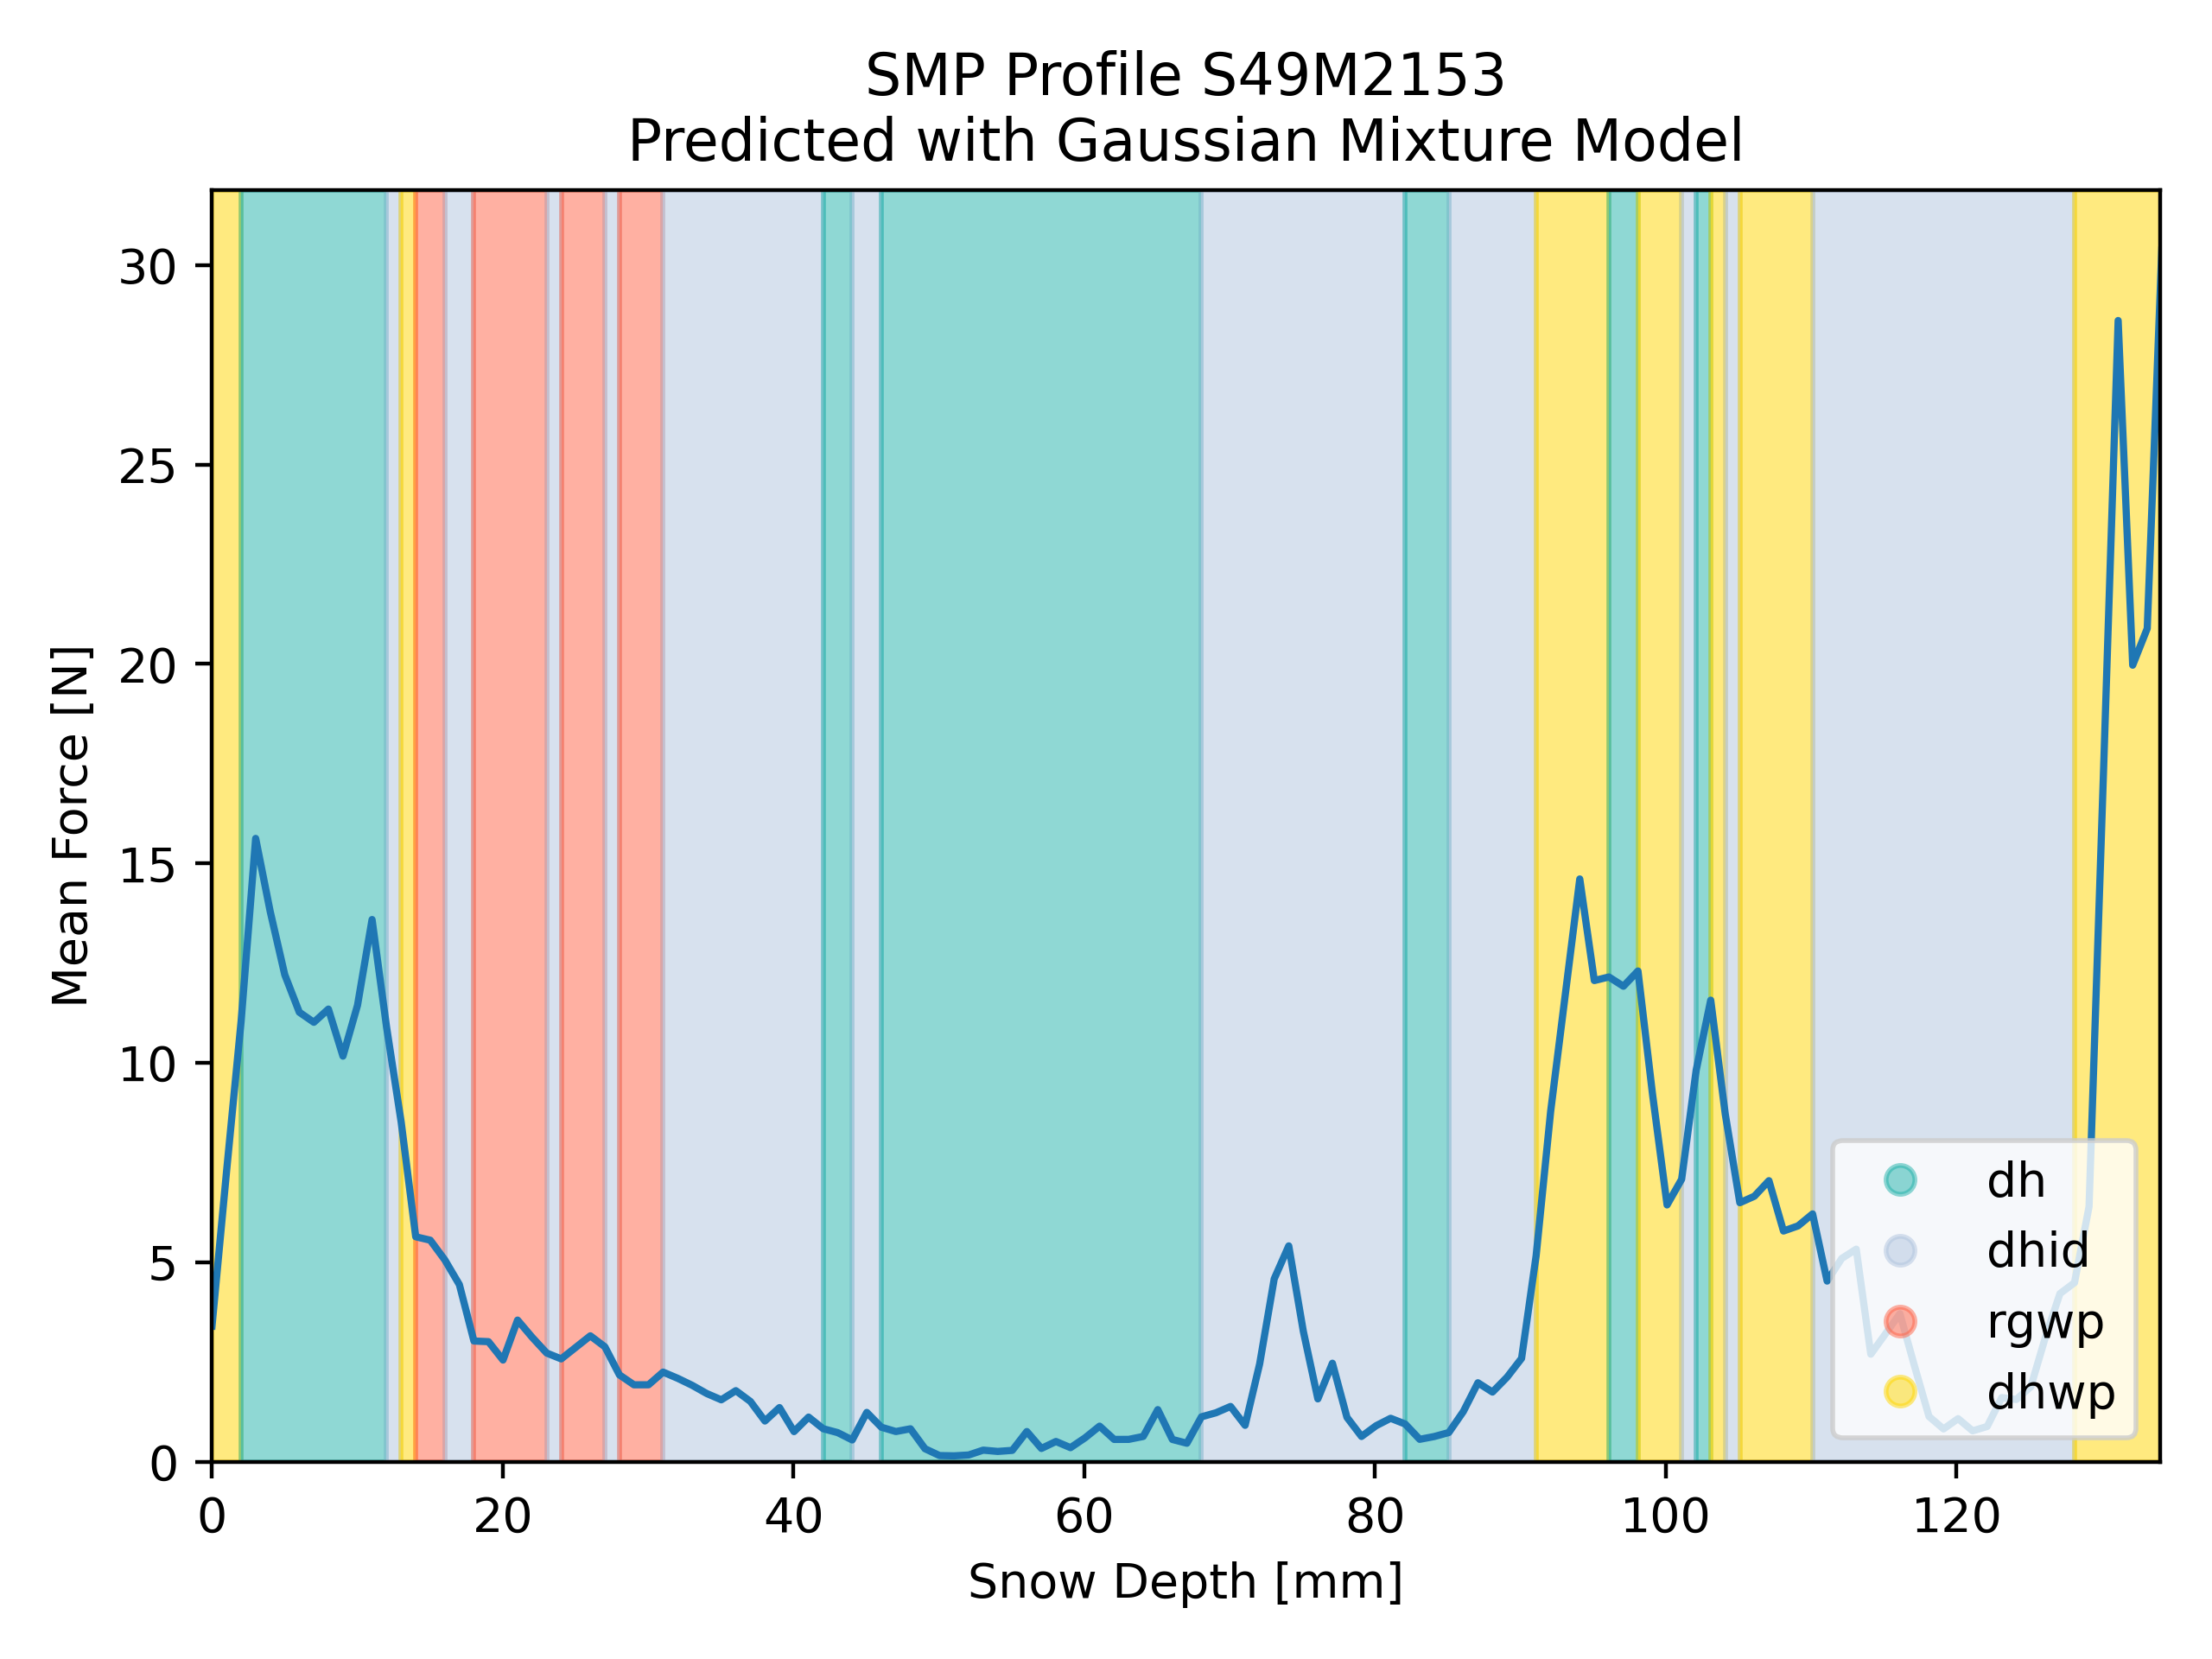 SMP Profile S49M2153
Predicted with Gaussian Mixture Model
Mean Force [N]
30
25
20
15
10
5
0
0 20 40 60 80 100 120
Snow Depth [mm]
dh
dhid
rgwp
dhwp